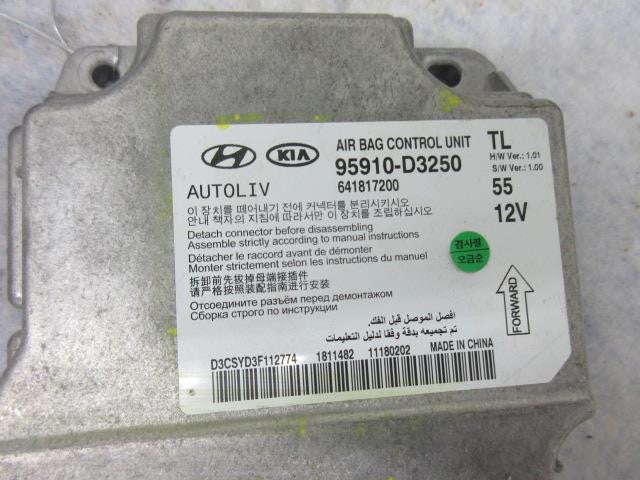 KIA
AIR BAG CONTROL UNIT TL
95910-D3250
H/W Ver.: 1.01
S/W Ver.: 1.00
AUTOLIV
641817200
55
12V
이 장치를 떼어내기 전에 커넥터를 분리시키시오
안내 책자의 지침에 따라서만 이 장치를 조립하십시오
Detach connector before disassembling
Assemble strictly according to manual instructions
Détacher le raccord avant de démonter
Monter strictement selon les instructions du manuel
拆卸前先拔掉母端接插件
请严格按照装配指南进行安装
Отсоедините разъём перед демонтажом
Сборка строго по инструкции
افصل الموصل قبل الفك.
تم تجميعه بدقة وفقا لدليل التعليمات
검사필
오금순
FORWARD
D3CSYD3F112774 1811482 11180202 MADE IN CHINA